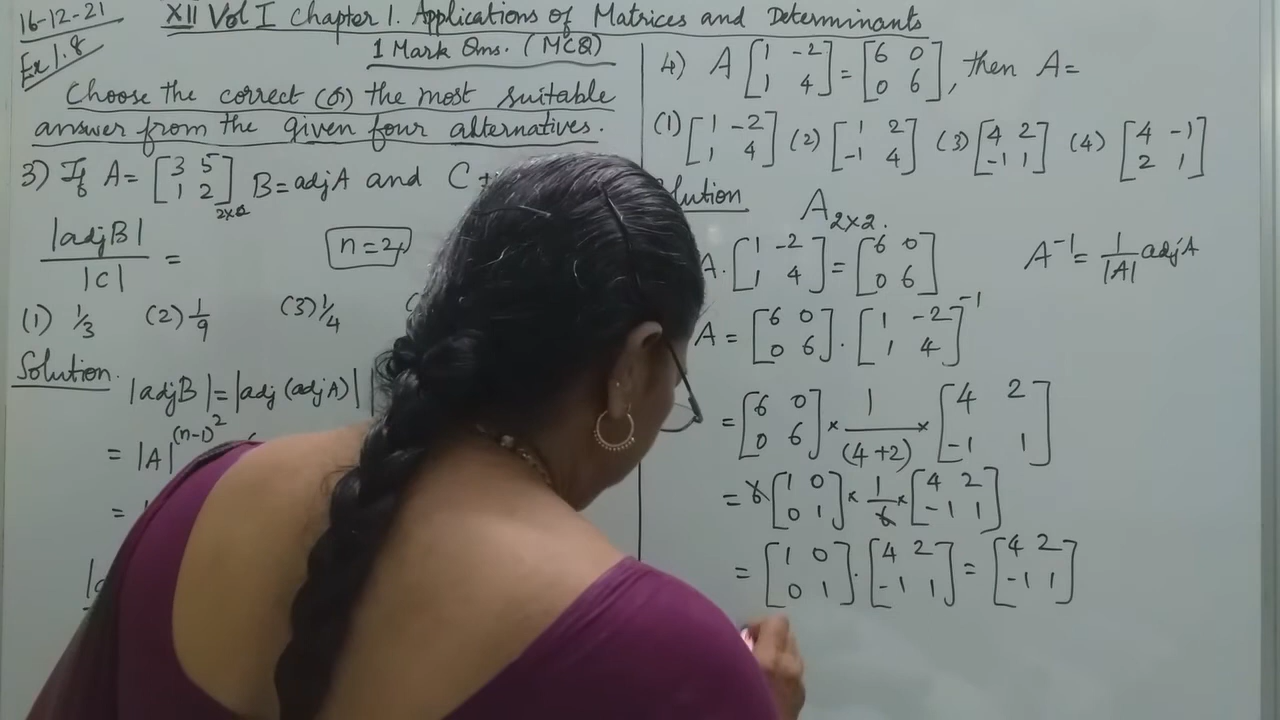 16-12-21
Ex 1.8
XII Vol I Chapter 1. Applications of Matrices and Determinants
1 Mark Qns. (MCQ)
Choose the correct (or) the most suitable
answer from the given four alternatives.
3) If A = [3 5; 1 2] 2×2 B = adj A and C
|adj B| / |C| =
n = 2
(1) 1/3 (2) 1/9 (3) 1/4
Solution.
|adj B| = |adj (adj A)|
= |A|^(n-1)^2
=
4) A [1 -2; 1 4] = [6 0; 0 6], then A =
(1) [1 -2; 1 4] (2) [1 2; -1 4] (3) [4 2; -1 1] (4) [4 -1; 2 1]
A 2×2.
A. [1 -2; 1 4] = [6 0; 0 6] A^-1 = 1/|A| adj A
A = [6 0; 0 6] . [1 -2; 1 4]^-1
= [6 0; 0 6] × 1/(4+2) × [4 2; -1 1]
= 6 [1 0; 0 1] × 1/6 × [4 2; -1 1]
= [1 0; 0 1] . [4 2; -1 1] = [4 2; -1 1]